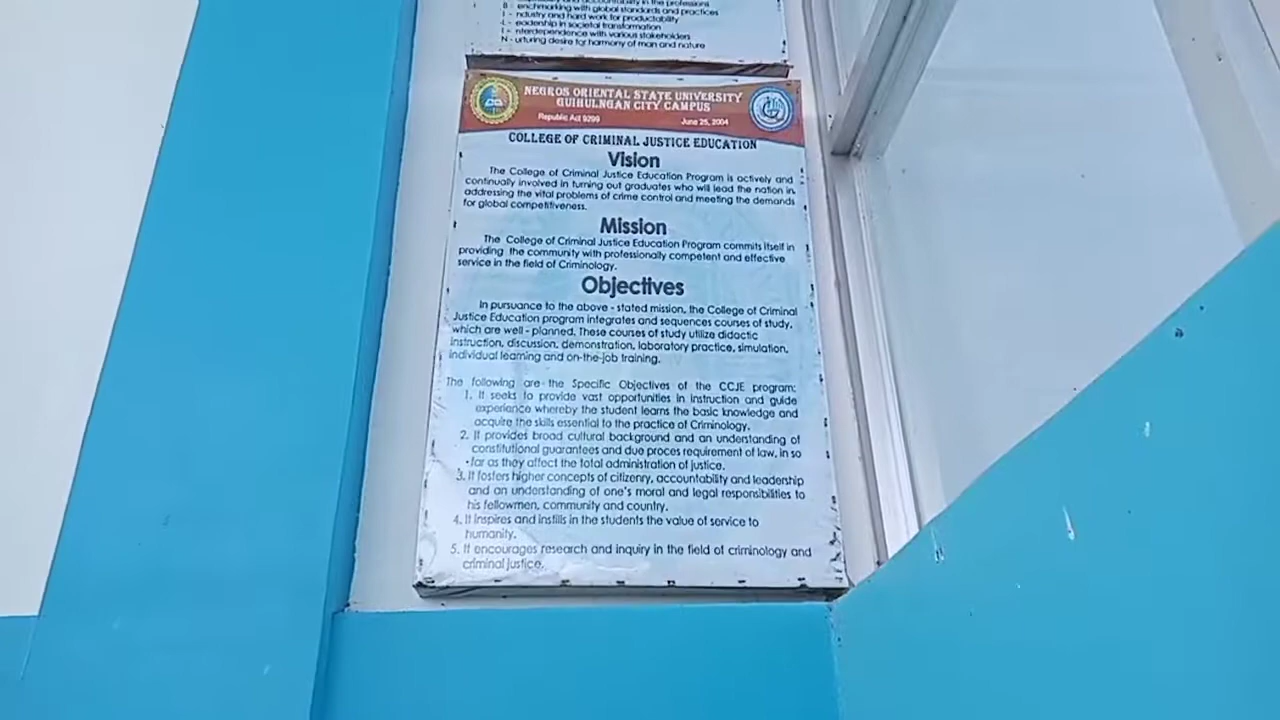 and accountability in the professions
B - enchmarking with global standards and practices
I - ndustry and hard work for productability
L - eadership in societal transformation
I - nterdependence with various stakeholders
N - urturing desire for harmony of man and nature
NEGROS ORIENTAL STATE UNIVERSITY
GUIHULNGAN CITY CAMPUS
Republic Act 9299 June 25, 2004
COLLEGE OF CRIMINAL JUSTICE EDUCATION
Vision
The College of Criminal Justice Education Program is actively and
continually involved in turning out graduates who will lead the nation in
addressing the vital problems of crime control and meeting the demands
for global competitiveness.
Mission
The College of Criminal Justice Education Program commits itself in
providing the community with professionally competent and effective
service in the field of Criminology.
Objectives
In pursuance to the above - stated mission, the College of Criminal
Justice Education program integrates and sequences courses of study,
which are well - planned. These courses of study utilize didactic
instruction, discussion, demonstration, laboratory practice, simulation,
individual learning and on-the-job training.
The following are the Specific Objectives of the CCJE program:
1. It seeks to provide vast opportunities in instruction and guide
experience whereby the student learns the basic knowledge and
acquire the skills essential to the practice of Criminology.
2. It provides broad cultural background and an understanding of
constitutional guarantees and due proces requirement of law, in so
far as they affect the total administration of justice.
3. It fosters higher concepts of citizenry, accountability and leadership
and an understanding of one's moral and legal responsibilities to
his fellowmen, community and country.
4. It inspires and instills in the students the value of service to
humanity.
5. It encourages research and inquiry in the field of criminology and
criminal justice.